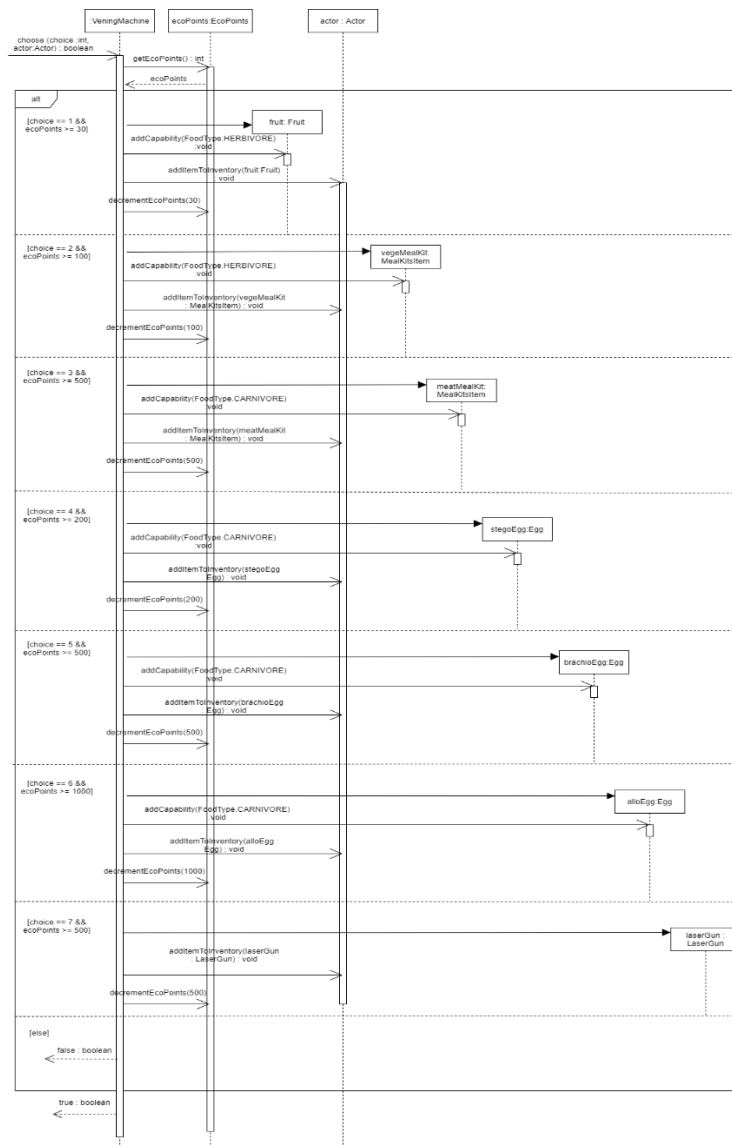 :VeningMachine
ecoPoints:EcoPoints
actor : Actor
choose (choice :int,
actor:Actor) : boolean
getEcoPoints() : int
ecoPoints
alt
[choice == 1 &&
ecoPoints >= 30]
fruit: Fruit
addCapability(FoodType.HERBIVORE)
:void
addItemToInventory(fruit:Fruit)
: void
decrementEcoPoints(30)
[choice == 2 &&
ecoPoints >= 100]
vegeMealKit:
MealKitsItem
addCapability(FoodType.HERBIVORE)
:void
addItemToInventory(vegeMealKit
: MealKitsItem) : void
decrementEcoPoints(100)
[choice == 3 &&
ecoPoints >= 500]
meatMealKit:
MealKitsItem
addCapability(FoodType.CARNIVORE)
:void
addItemToInventory(meatMealKit
: MealKitsItem) : void
decrementEcoPoints(500)
[choice == 4 &&
ecoPoints >= 200]
stegoEgg:Egg
addCapability(FoodType.CARNIVORE)
:void
addItemToInventory(stegoEgg
Egg) : void
decrementEcoPoints(200)
[choice == 5 &&
ecoPoints >= 500]
brachioEgg:Egg
addCapability(FoodType.CARNIVORE)
:void
addItemToInventory(brachioEgg
Egg) : void
decrementEcoPoints(500)
[choice == 6 &&
ecoPoints >= 1000]
alloEgg:Egg
addCapability(FoodType.CARNIVORE)
:void
addItemToInventory(alloEgg
Egg) : void
decrementEcoPoints(1000)
[choice == 7 &&
ecoPoints >= 500]
laserGun :
LaserGun
addItemToInventory(laserGun
: LaserGun) : void
decrementEcoPoints(500)
[else]
false : boolean
true : boolean